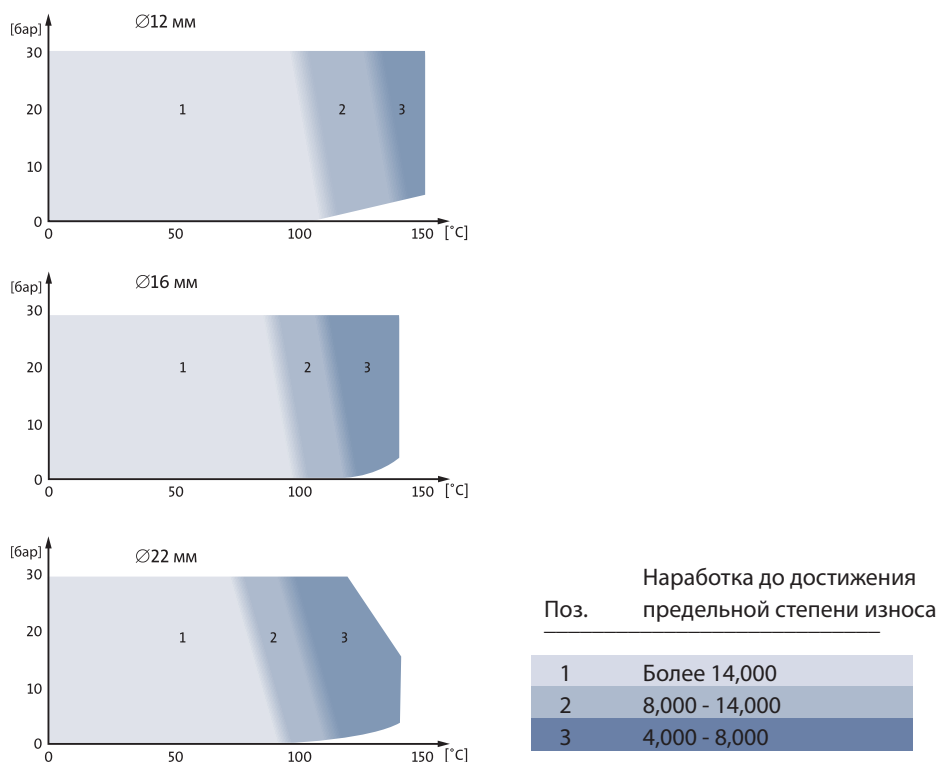 [бар]
∅12 мм
30
20
10
0
1
2
3
0
50
100
150
[˚C]
[бар]
∅16 мм
30
20
10
0
1
2
3
0
50
100
150
[˚C]
[бар]
∅22 мм
30
20
10
0
1
2
3
0
50
100
150
[˚C]
Наработка до достижения
Поз. предельной степени износа
1 Более 14,000
2 8,000 - 14,000
3 4,000 - 8,000